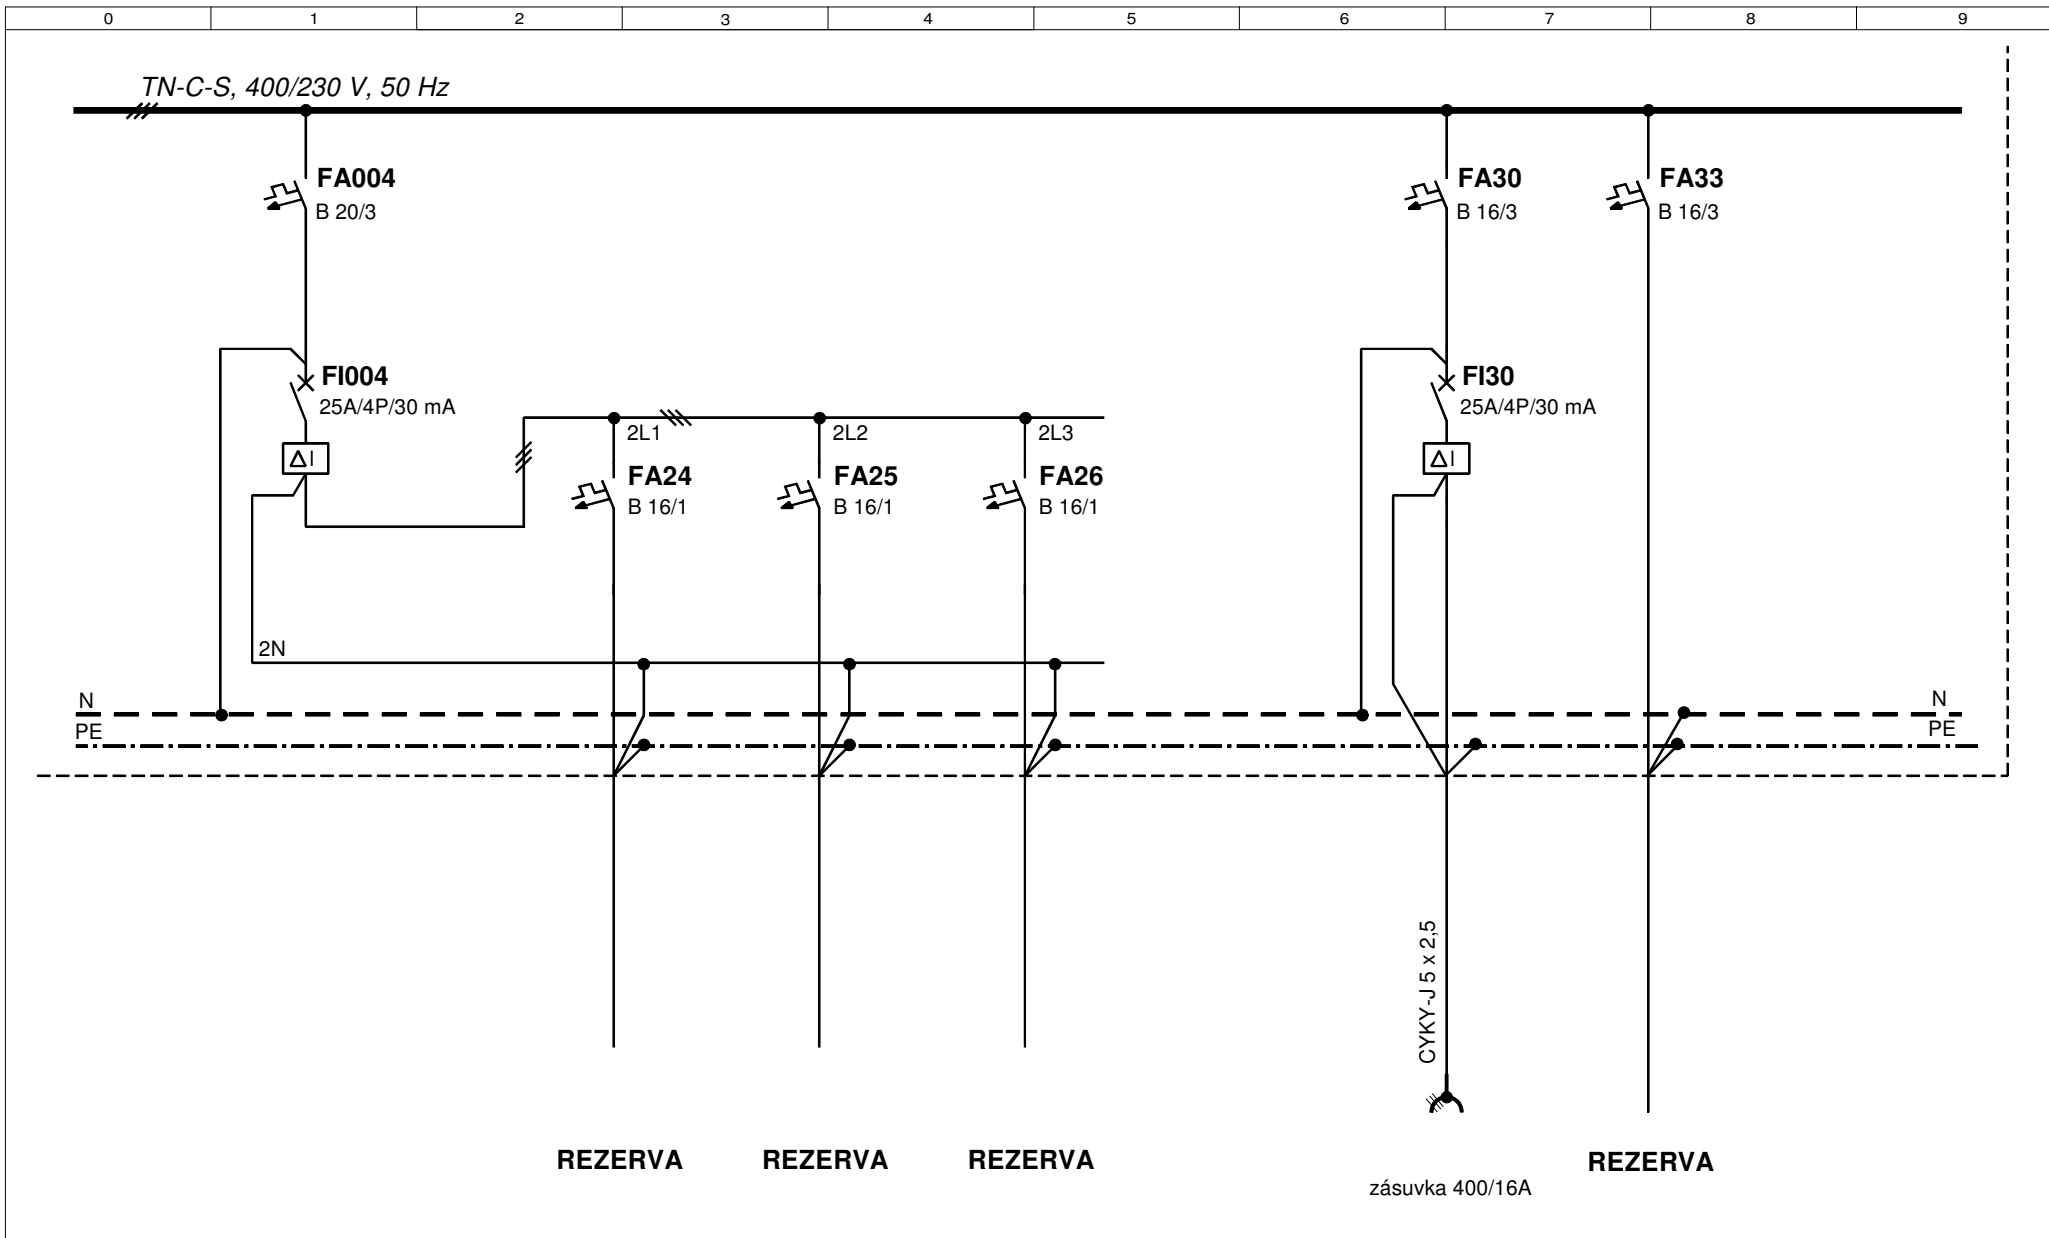 0 1 2 3 4 5 6 7 8 9
TN-C-S, 400/230 V, 50 Hz
FA004
B 20/3
FA30
B 16/3
FA33
B 16/3
FI004
25A/4P/30 mA
FI30
25A/4P/30 mA
ΔI
ΔI
2L1
2L2
2L3
FA24
B 16/1
FA25
B 16/1
FA26
B 16/1
2N
N
N
PE
PE
CYKY-J 5 x 2,5
REZERVA
REZERVA
REZERVA
REZERVA
zásuvka 400/16A